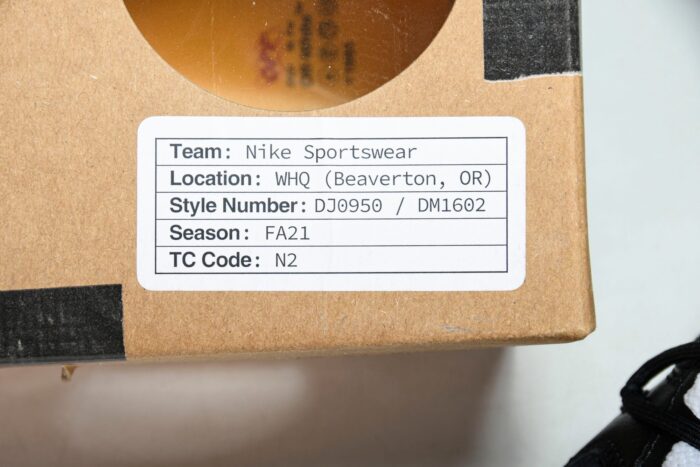 Team: Nike Sportswear
Location: WHQ (Beaverton, OR)
Style Number: DJ0950 / DM1602
Season: FA21
TC Code: N2